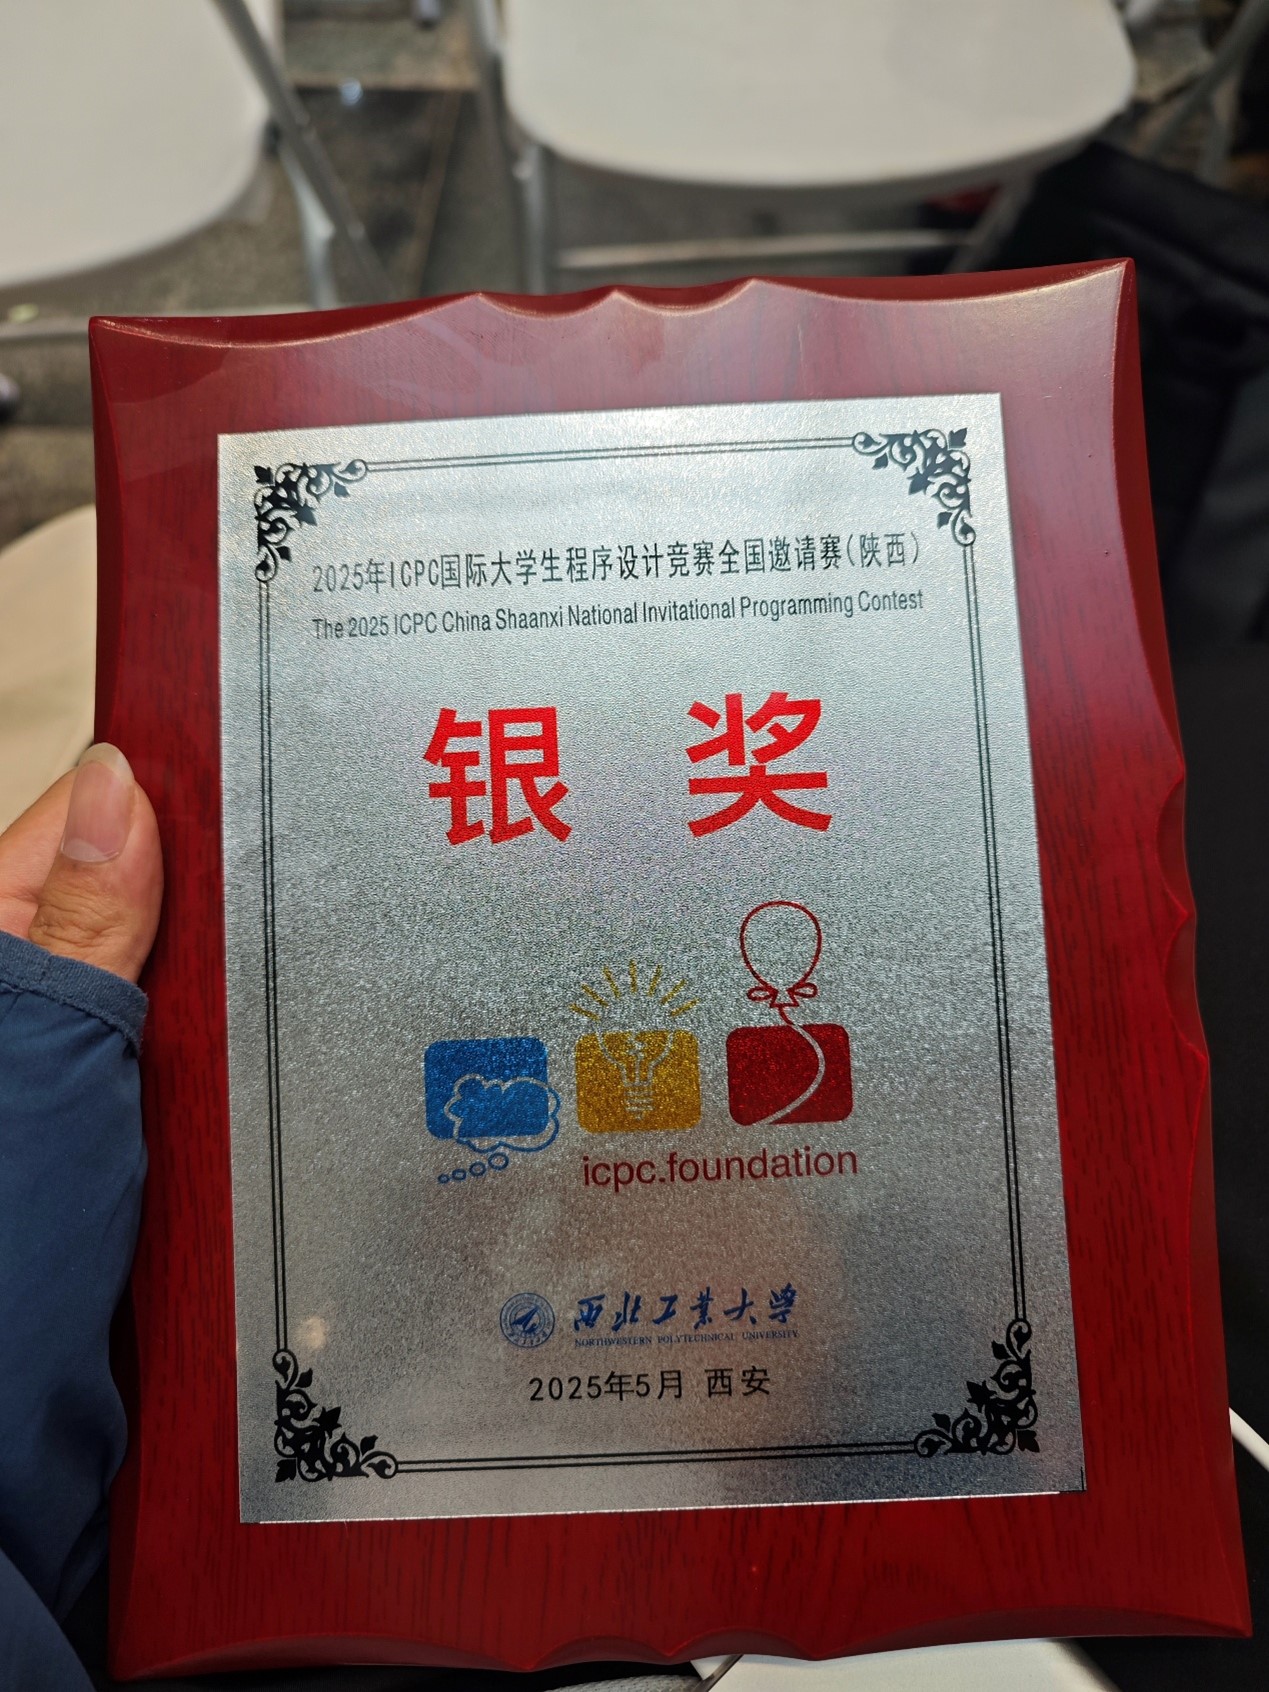 2025年ICPC国际大学生程序设计竞赛全国邀请赛(陕西)
The 2025 ICPC China Shaanxi National Invitational Programming Contest
银 奖
icpc.foundation
西北工业大学
NORTHWESTERN POLYTECHNICAL UNIVERSITY
2025年5月 西安